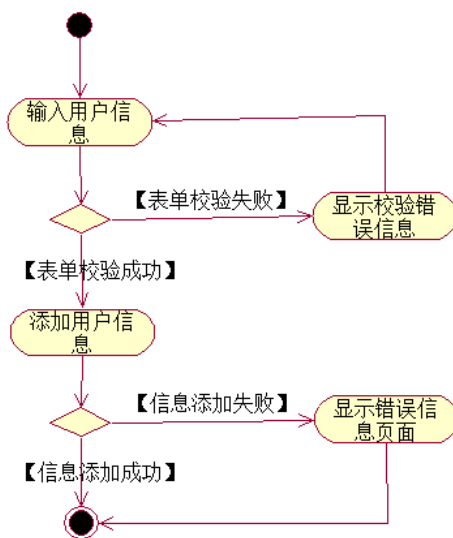 输入用户信
息
【表单校验失败】
显示校验错
误信息
【表单校验成功】
添加用户信
息
【信息添加失败】
显示错误信
息页面
【信息添加成功】